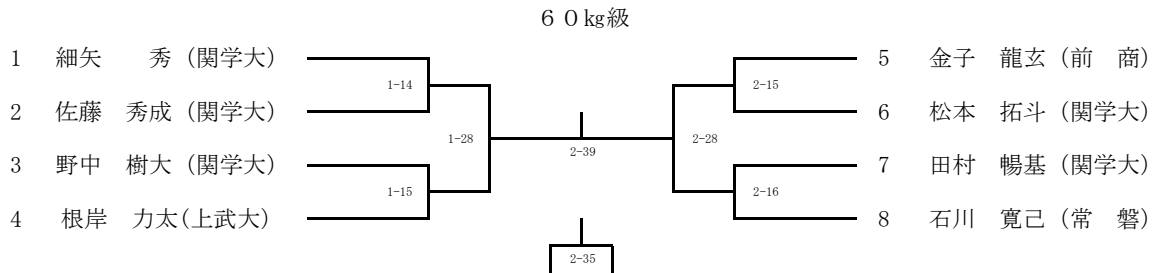 ６０㎏級
1 細矢 秀 (関学大) 1-14 2-15 5 金子 龍玄 (前 商)
2 佐藤 秀成 (関学大) 6 松本 拓斗 (関学大)
1-28 2-39 2-28
3 野中 樹大 (関学大) 1-15 2-16 7 田村 暢基 (関学大)
4 根岸 力太(上武大) 8 石川 寛己 (常 磐)
2-35